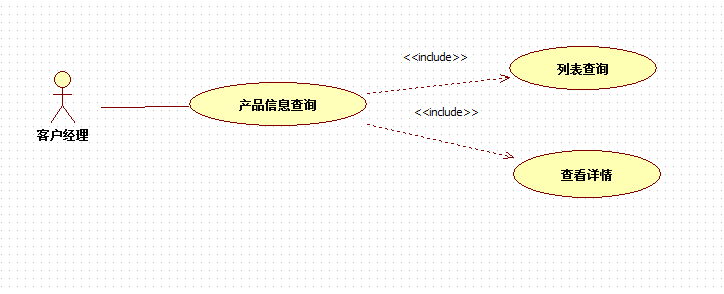 <<include>>
列表查询
产品信息查询
<<include>>
客户经理
查看详情